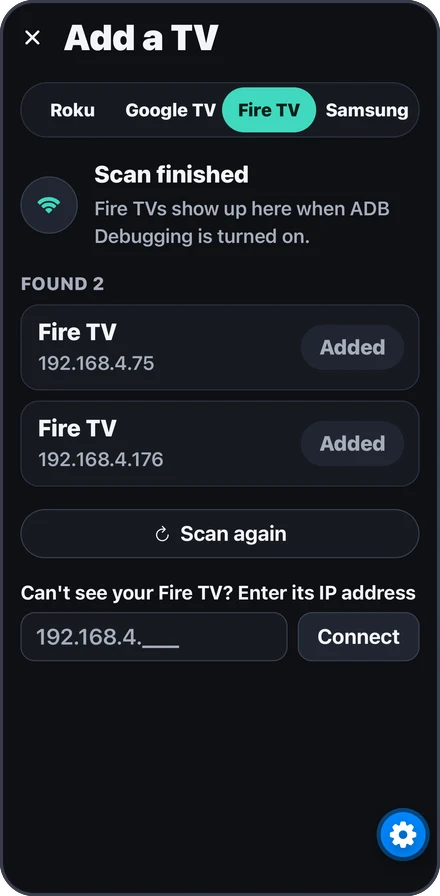 Add a TV
Roku Google TV Fire TV Samsung
Scan finished
Fire TVs show up here when ADB
Debugging is turned on.
FOUND 2
Fire TV
192.168.4.75
Added
Fire TV
192.168.4.176
Added
Scan again
Can't see your Fire TV? Enter its IP address
192.168.4.___
Connect